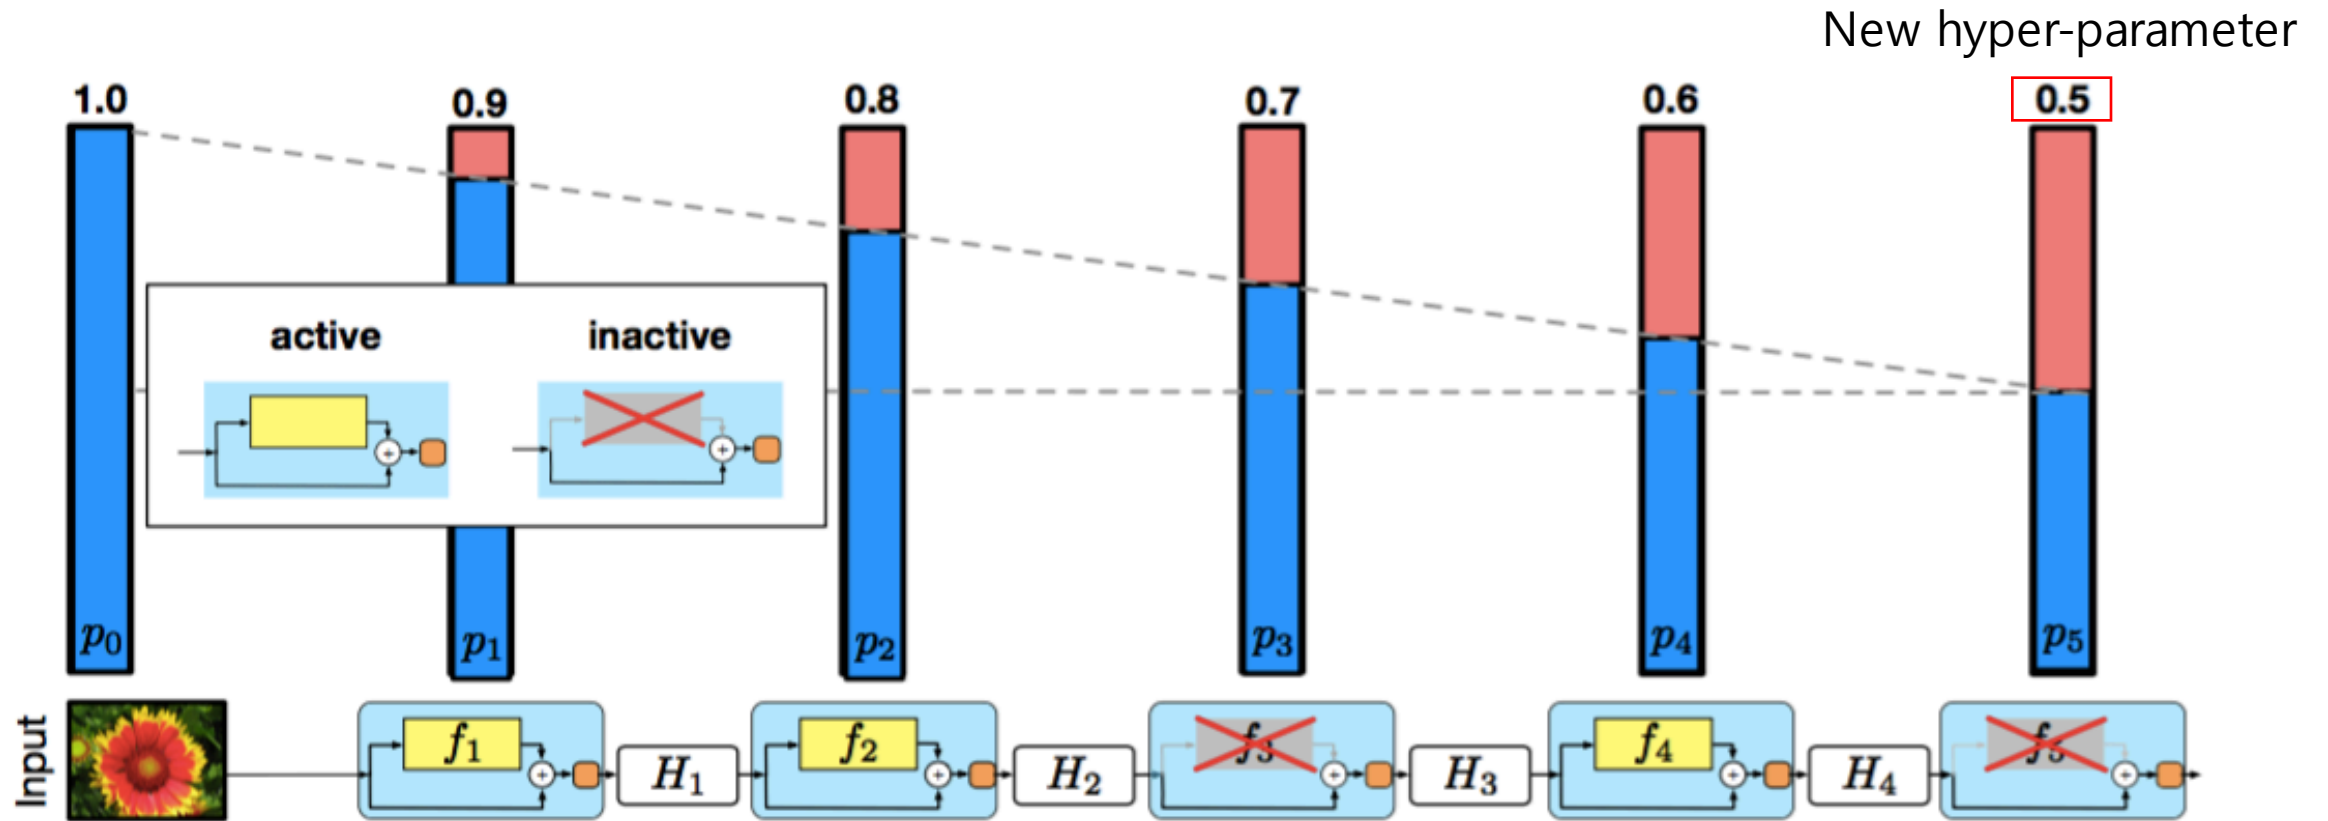 New hyper-parameter
1.0 0.9 0.8 0.7 0.6 0.5
active inactive
p0 p1 p2 p3 p4 p5
Input
f1 H1 f2 H2 f3 H3 f4 H4 f5